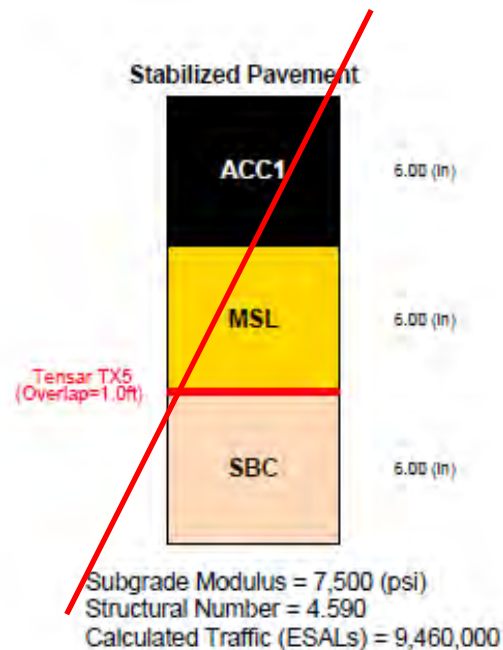 Stabilized Pavement
ACC1
6.00 (in)
MSL
6.00 (in)
Tensar TX5
(Overlap=1.0ft)
SBC
6.00 (in)
Subgrade Modulus = 7,500 (psi)
Structural Number = 4.590
Calculated Traffic (ESALs) = 9,460,000